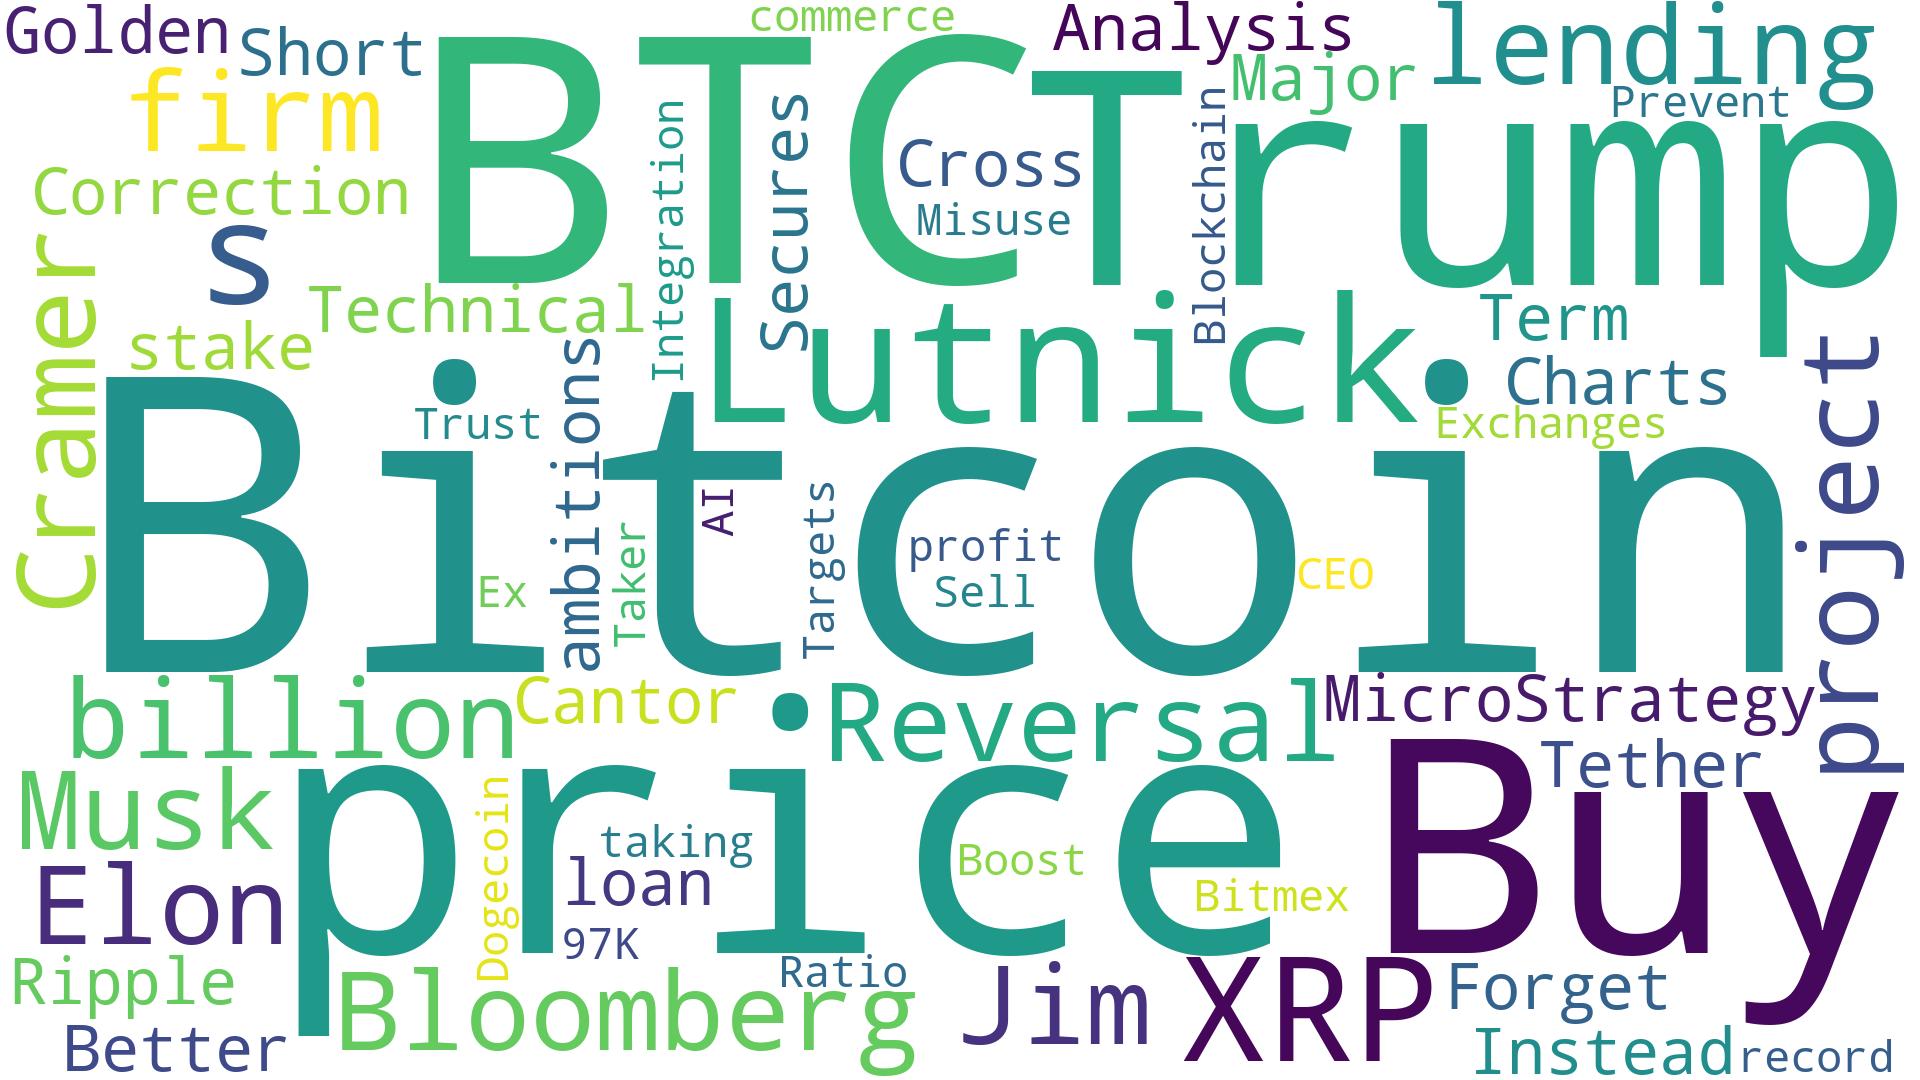 Golden
Short
commerce
Analysis
lending
firm
BTC
Trump
Major
Prevent
Correction
Integration
Secures
Cross
Misuse
Blockchain
s
Cramer
Technical
stake
Lutnick
Term
Charts
Exchanges
project
Bitcoin
Trust
ambitions
Taker
Ex
AI
Targets
profit
Sell
CEO
billion
Cantor
Reversal
MicroStrategy
Tether
Buy
Musk
price
Dogecoin
taking
loan
97K
Boost
Bitmex
Elon
Ripple
Bloomberg
Ratio
Jim
XRP
Forget
Better
Instead
record